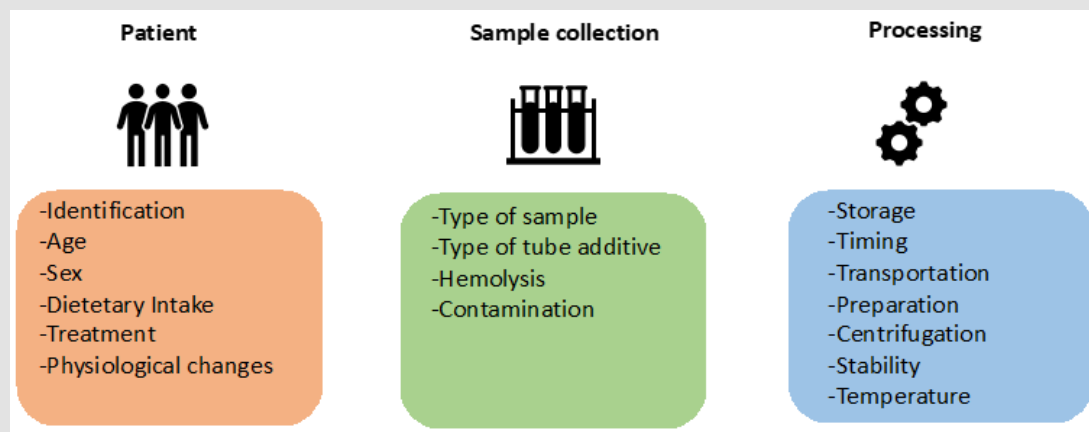 Patient
-Identification
-Age
-Sex
-Dietetary Intake
-Treatment
-Physiological changes
Sample collection
-Type of sample
-Type of tube additive
-Hemolysis
-Contamination
Processing
-Storage
-Timing
-Transportation
-Preparation
-Centrifugation
-Stability
-Temperature